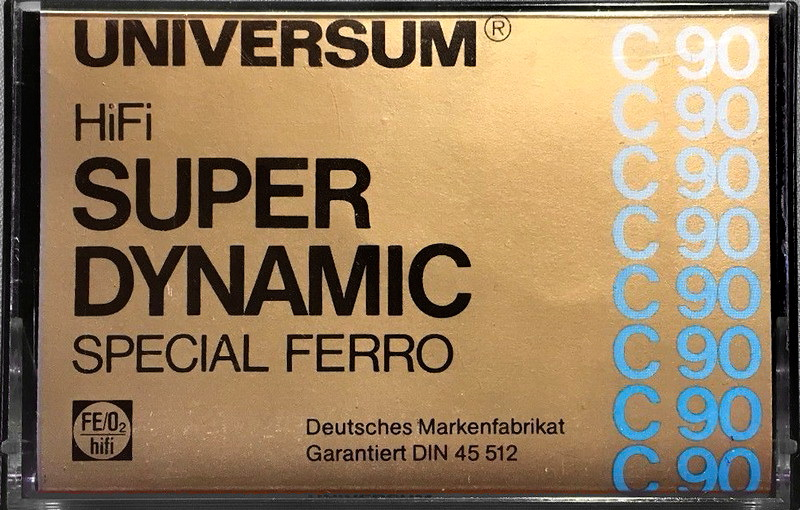 UNIVERSUM®
HiFi
SUPER
DYNAMIC
SPECIAL FERRO
FE/O₂
hifi
Deutsches Markenfabrikat
Garantiert DIN 45 512
C 90
C 90
C 90
C 90
C 90
C 90
C 90
C 90